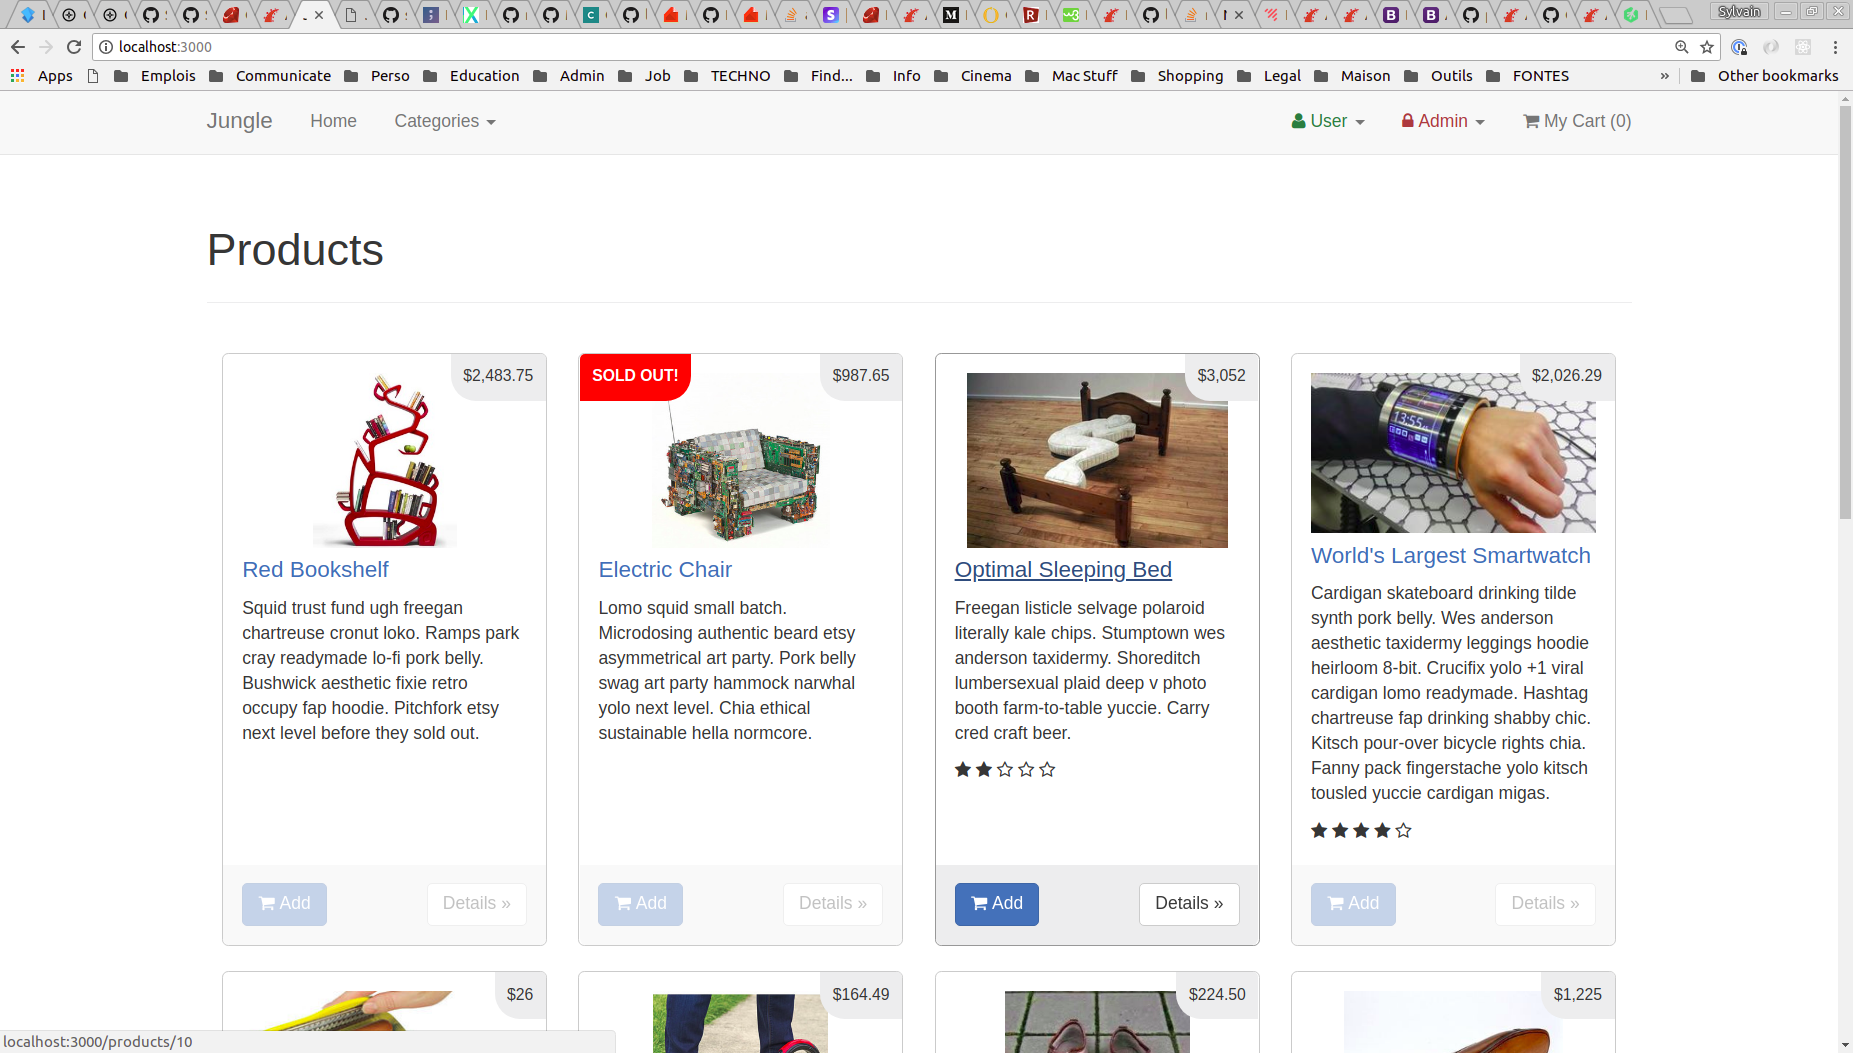 Sylvain
localhost:3000
Apps Emplois Communicate Perso Education Admin Job TECHNO Find... Info Cinema Mac Stuff Shopping Legal Maison Outils FONTES » Other bookmarks
Jungle Home Categories User Admin My Cart (0)
Products
$2,483.75
SOLD OUT! $987.65
$3,052
$2,026.29
13:55
Red Bookshelf
Squid trust fund ugh freegan
chartreuse cronut loko. Ramps park
cray readymade lo-fi pork belly.
Bushwick aesthetic fixie retro
occupy fap hoodie. Pitchfork etsy
next level before they sold out.
Add Details »
Electric Chair
Lomo squid small batch.
Microdosing authentic beard etsy
asymmetrical art party. Pork belly
swag art party hammock narwhal
yolo next level. Chia ethical
sustainable hella normcore.
Add Details »
Optimal Sleeping Bed
Freegan listicle selvage polaroid
literally kale chips. Stumptown wes
anderson taxidermy. Shoreditch
lumbersexual plaid deep v photo
booth farm-to-table yuccie. Carry
cred craft beer.
Add Details »
World's Largest Smartwatch
Cardigan skateboard drinking tilde
synth pork belly. Wes anderson
aesthetic taxidermy leggings hoodie
heirloom 8-bit. Crucifix yolo +1 viral
cardigan lomo readymade. Hashtag
chartreuse fap drinking shabby chic.
Kitsch pour-over bicycle rights chia.
Fanny pack fingerstache yolo kitsch
tousled yuccie cardigan migas.
Add Details »
$26
$164.49
$224.50
$1,225
localhost:3000/products/10